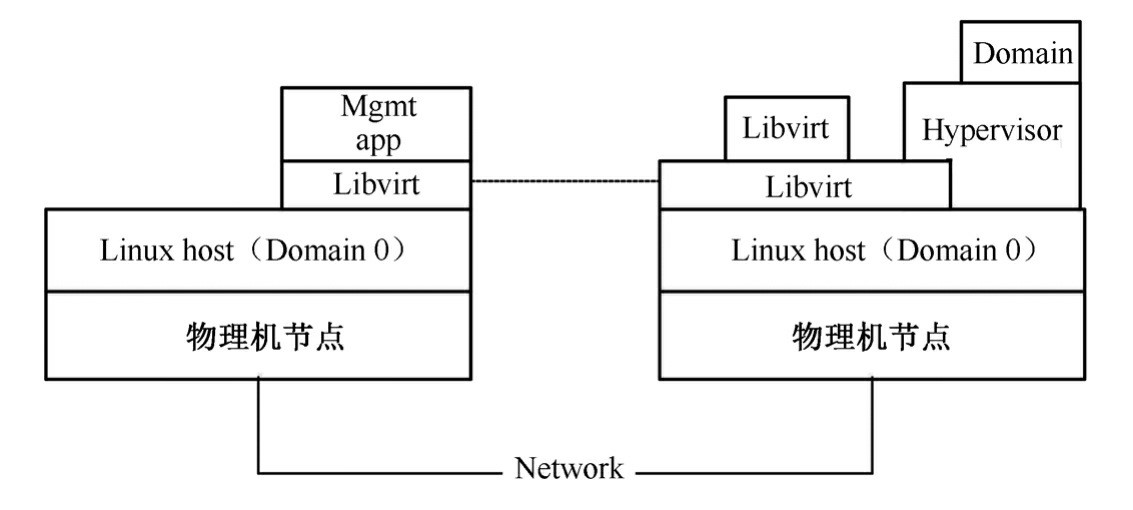 Mgmt
app
Libvirt
Linux host（Domain 0）
物理机节点
Domain
Hypervisor
Libvirt
Libvirt
Linux host（Domain 0）
物理机节点
Network